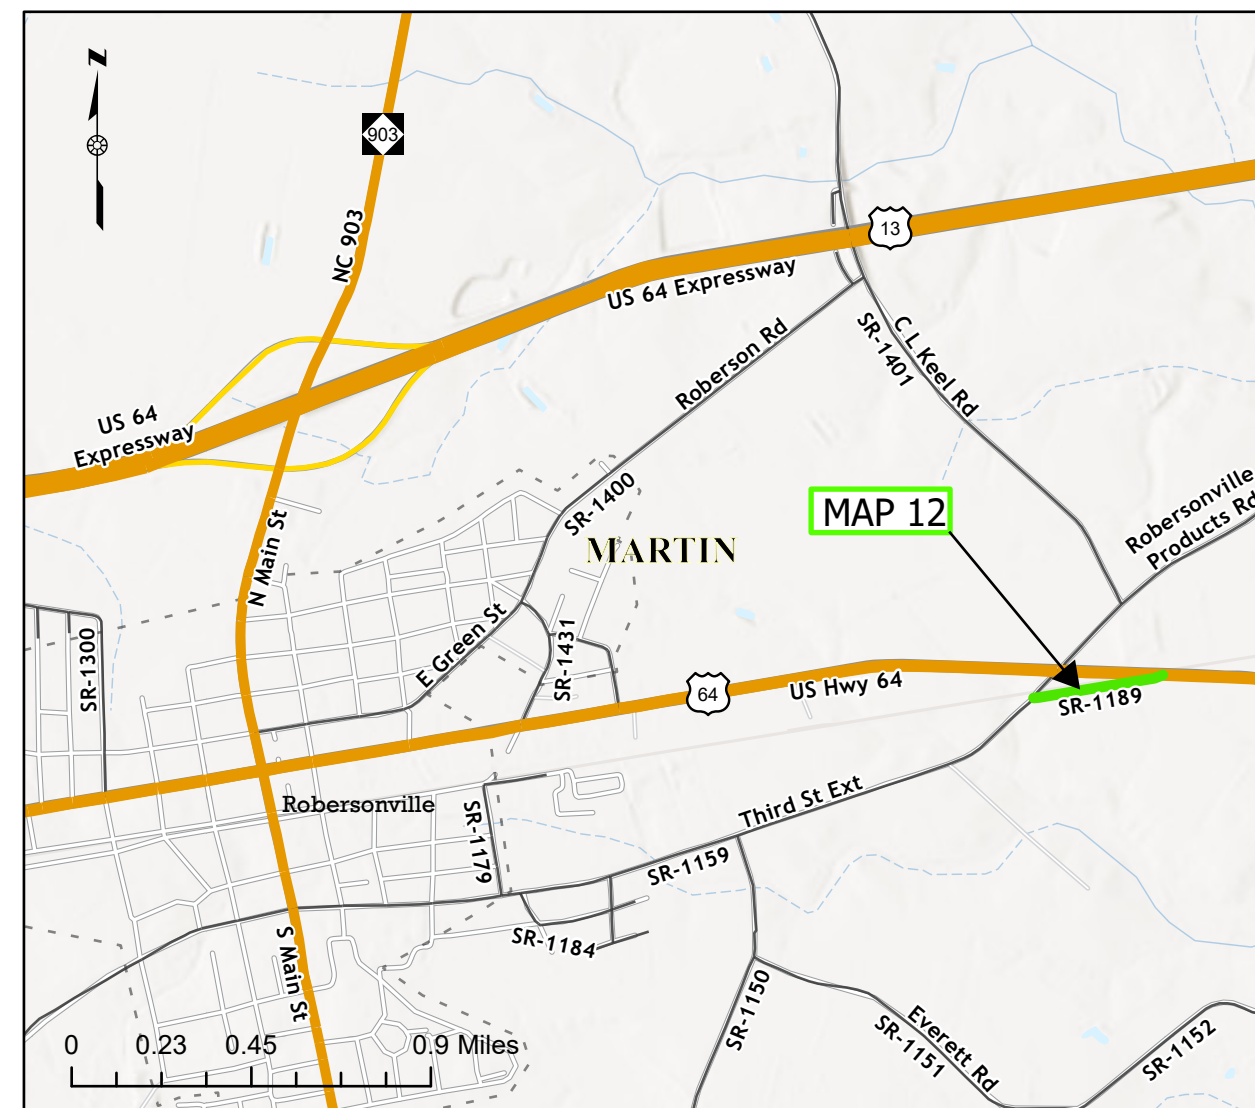 N
903
NC 903
13
US 64 Expressway
US 64
Expressway
Roberson Rd
SR-1401
C L Keel Rd
SR-1400
MAP 12
Robersonville
Products Rd
MARTIN
N Main St
E Green St
SR-1431
SR-1300
64
US Hwy 64
SR-1189
Robersonville
SR-1179
Third St Ext
SR-1159
SR-1184
S Main St
SR-1150
Everett Rd
SR-1151
SR-1152
0 0.23 0.45 0.9 Miles